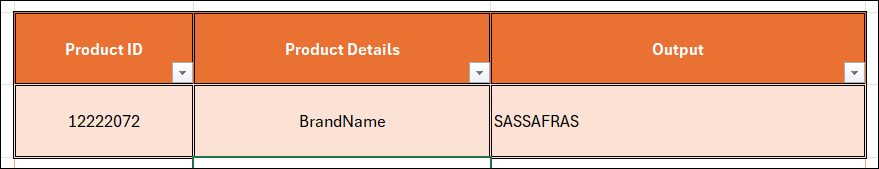 Product ID Product Details Output
12222072 BrandName SASSAFRAS